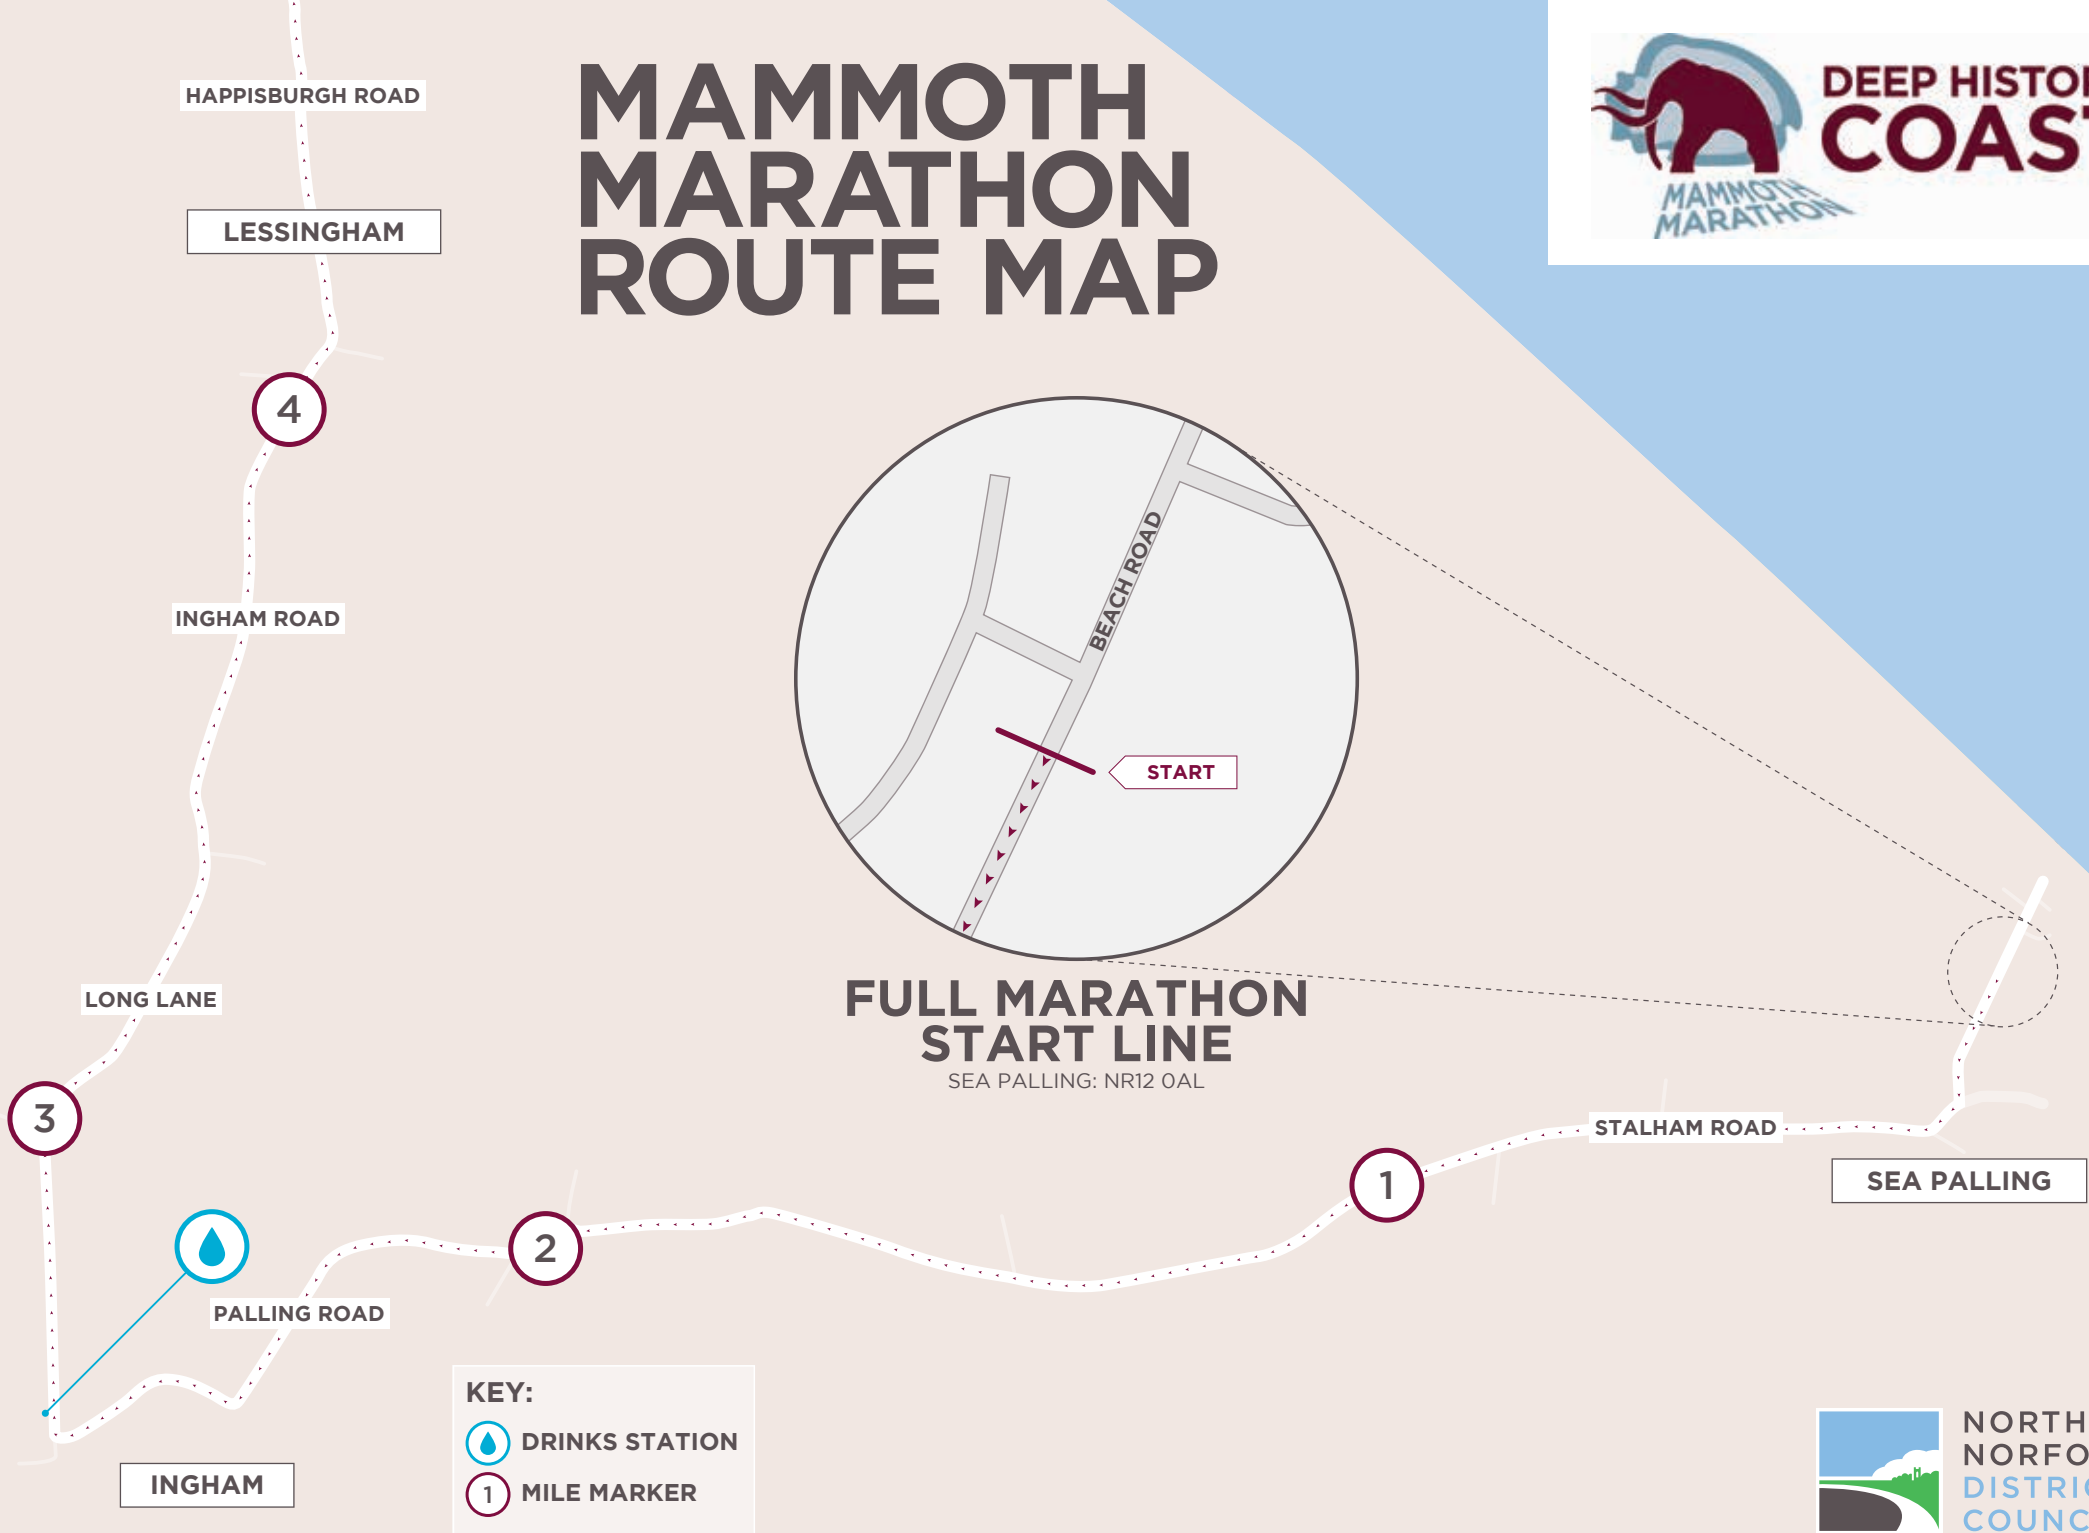 MAMMOTH
MARATHON
ROUTE MAP
DEEP HISTO
COAST
MAMMOTH
MARATHON
HAPPISBURGH ROAD
LESSINGHAM
4
INGHAM ROAD
LONG LANE
3
BEACH ROAD
START
FULL MARATHON
START LINE
SEA PALLING: NR12 0AL
STALHAM ROAD
SEA PALLING
1
2
PALLING ROAD
INGHAM
KEY:
DRINKS STATION
1 MILE MARKER
NORTH
NORFO
DISTRIC
COUNC